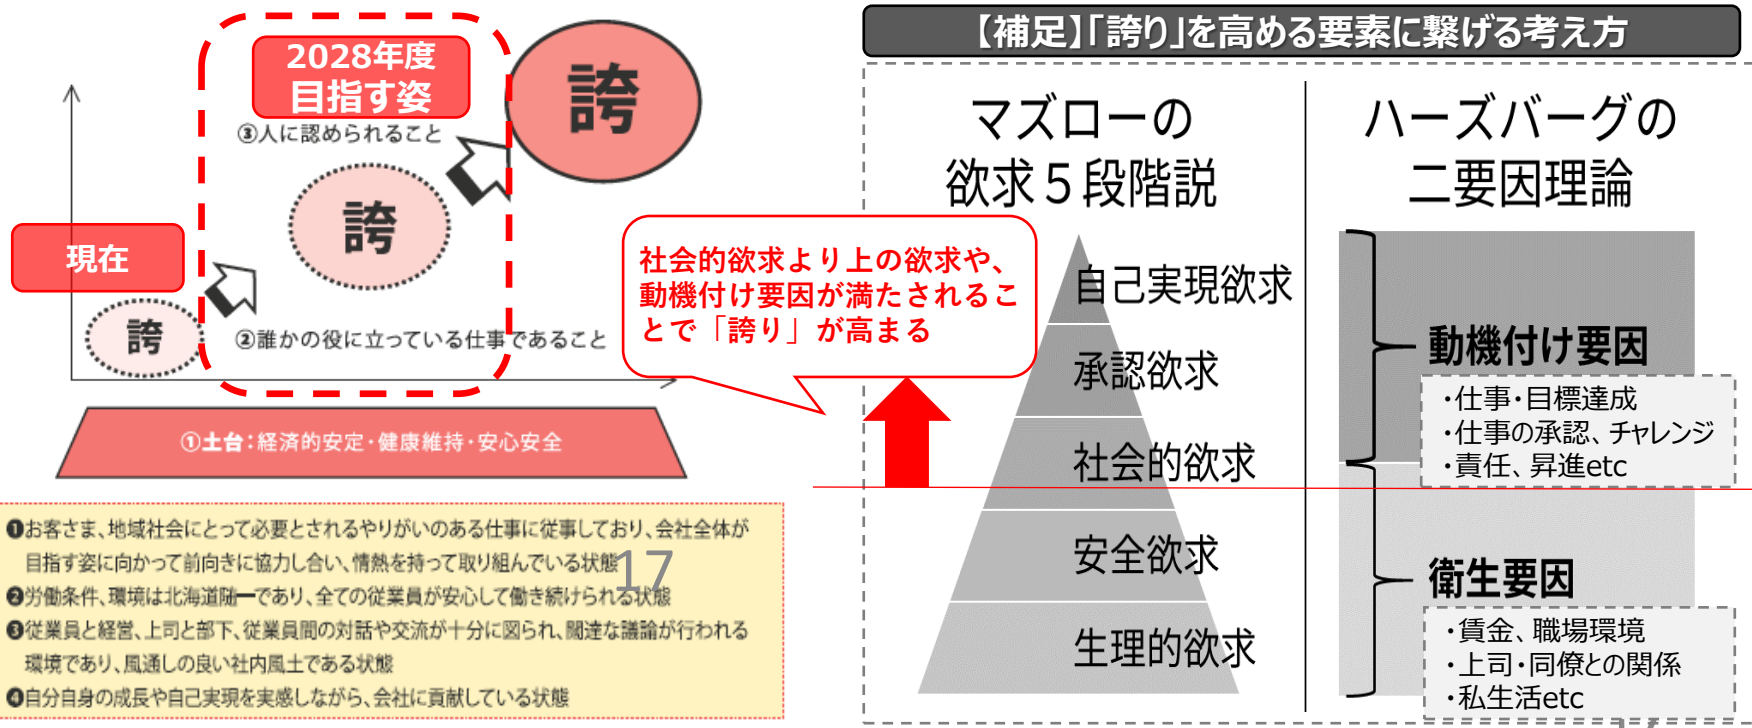 2028年度
目指す姿
③人に認められること
誇
誇
現在
誇
②誰かの役に立っている仕事であること
①土台：経済的安定・健康維持・安心安全
❶お客さま、地域社会にとって必要とされるやりがいのある仕事に従事しており、会社全体が
目指す姿に向かって前向きに協力し合い、情熱を持って取り組んでいる状態
17
❷労働条件、環境は北海道随一であり、全ての従業員が安心して働き続けられる状態
❸従業員と経営、上司と部下、従業員間の対話や交流が十分に図られ、闊達な議論が行われる
環境であり、風通しの良い社内風土である状態
❹自分自身の成長や自己実現を実感しながら、会社に貢献している状態
【補足】「誇り」を高める要素に繋げる考え方
マズローの
欲求５段階説
社会的欲求より上の欲求や、
動機付け要因が満たされるこ
とで「誇り」が高まる
自己実現欲求
承認欲求
社会的欲求
安全欲求
生理的欲求
ハーズバーグの
二要因理論
動機付け要因
・仕事・目標達成
・仕事の承認、チャレンジ
・責任、昇進etc
衛生要因
・賃金、職場環境
・上司・同僚との関係
・私生活etc